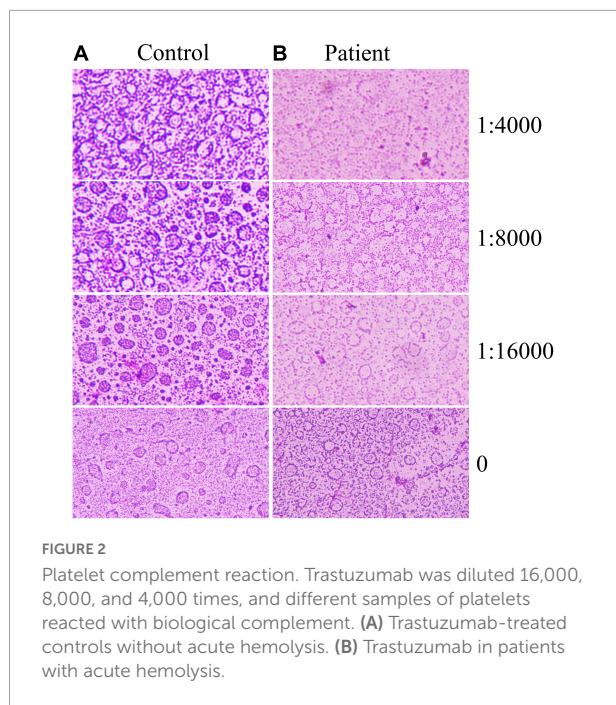 A Control B Patient
1:4000
1:8000
1:16000
0
FIGURE 2
Platelet complement reaction. Trastuzumab was diluted 16,000,
8,000, and 4,000 times, and different samples of platelets
reacted with biological complement. (A) Trastuzumab-treated
controls without acute hemolysis. (B) Trastuzumab in patients
with acute hemolysis.